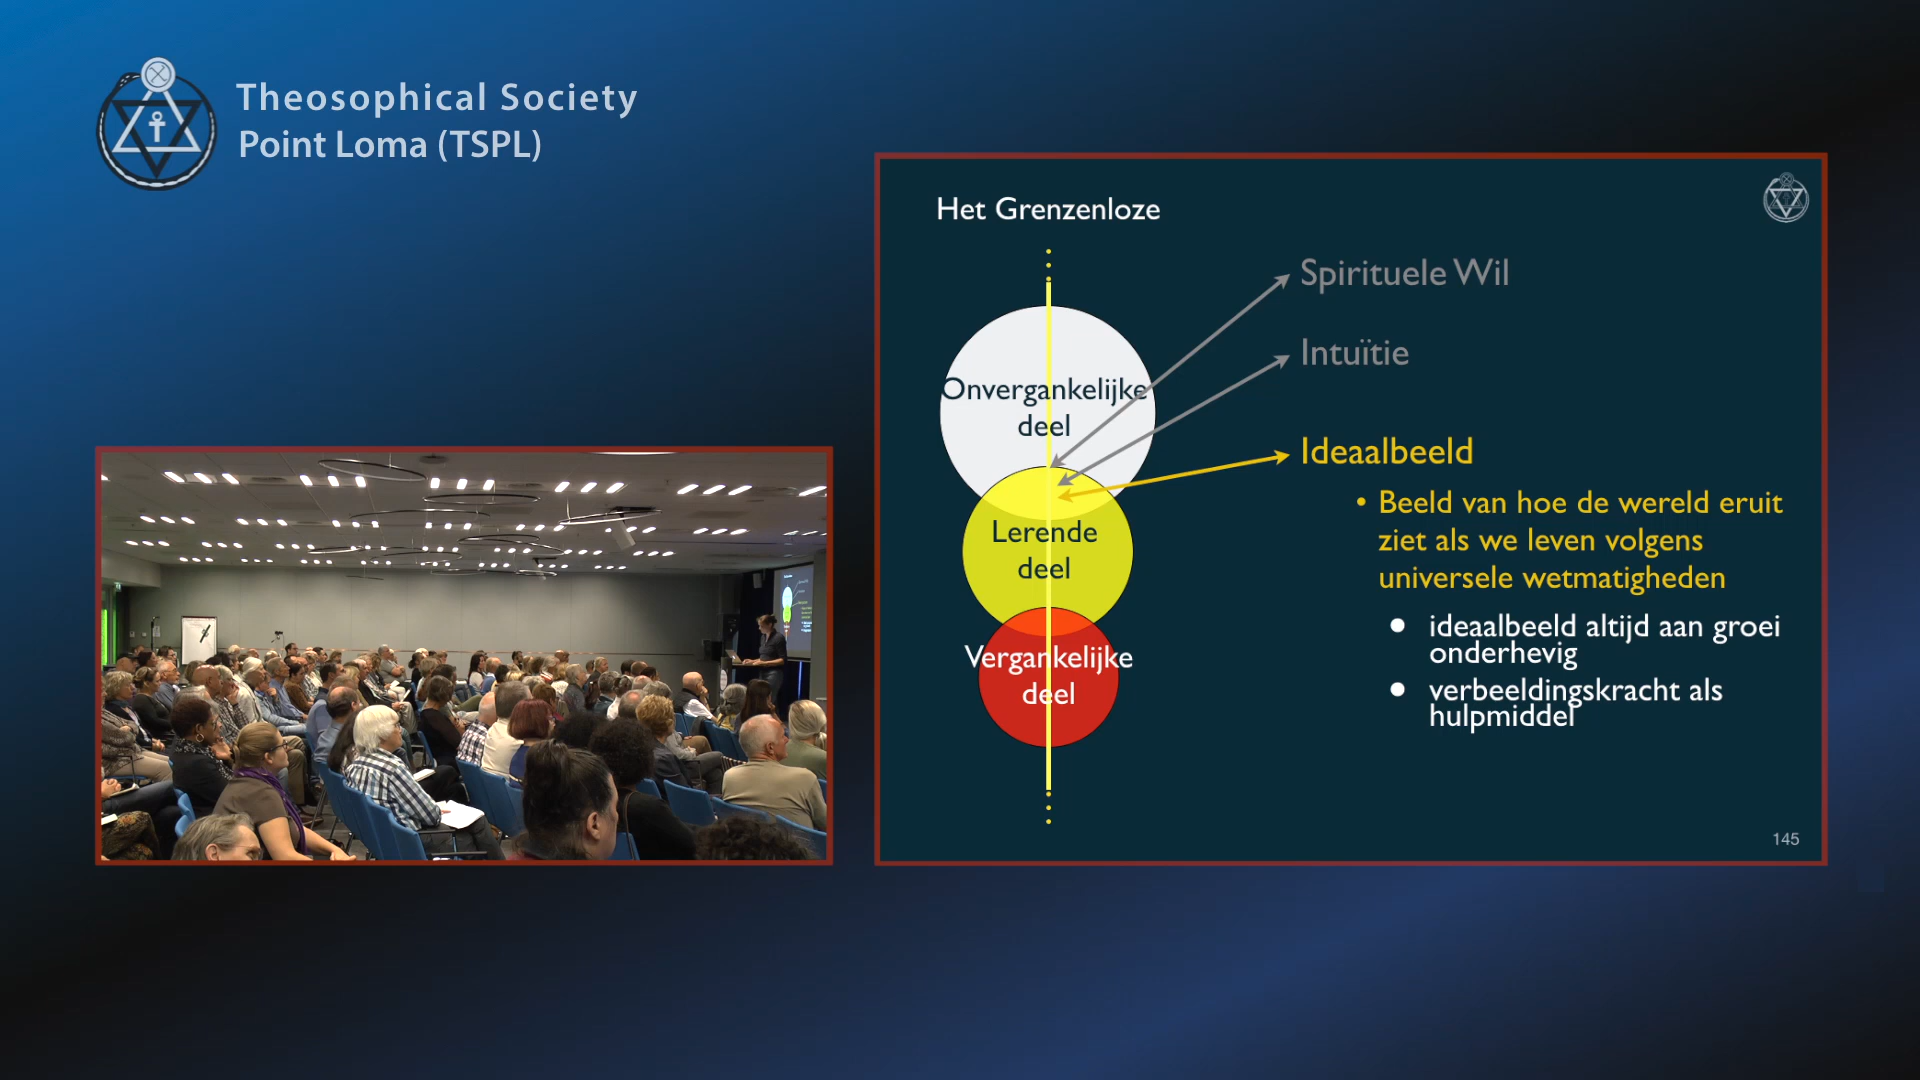 Theosophical Society
Point Loma (TSPL)
Het Grenzenloze
Spirituele Wil
Intuïtie
Onvergankelijke
deel
Ideaalbeeld
Beeld van hoe de wereld eruit
ziet als we leven volgens
universele wetmatigheden
ideaalbeeld altijd aan groei
onderhevig
verbeeldingskracht als
hulpmiddel
Lerende
deel
Vergankelijke
deel
145